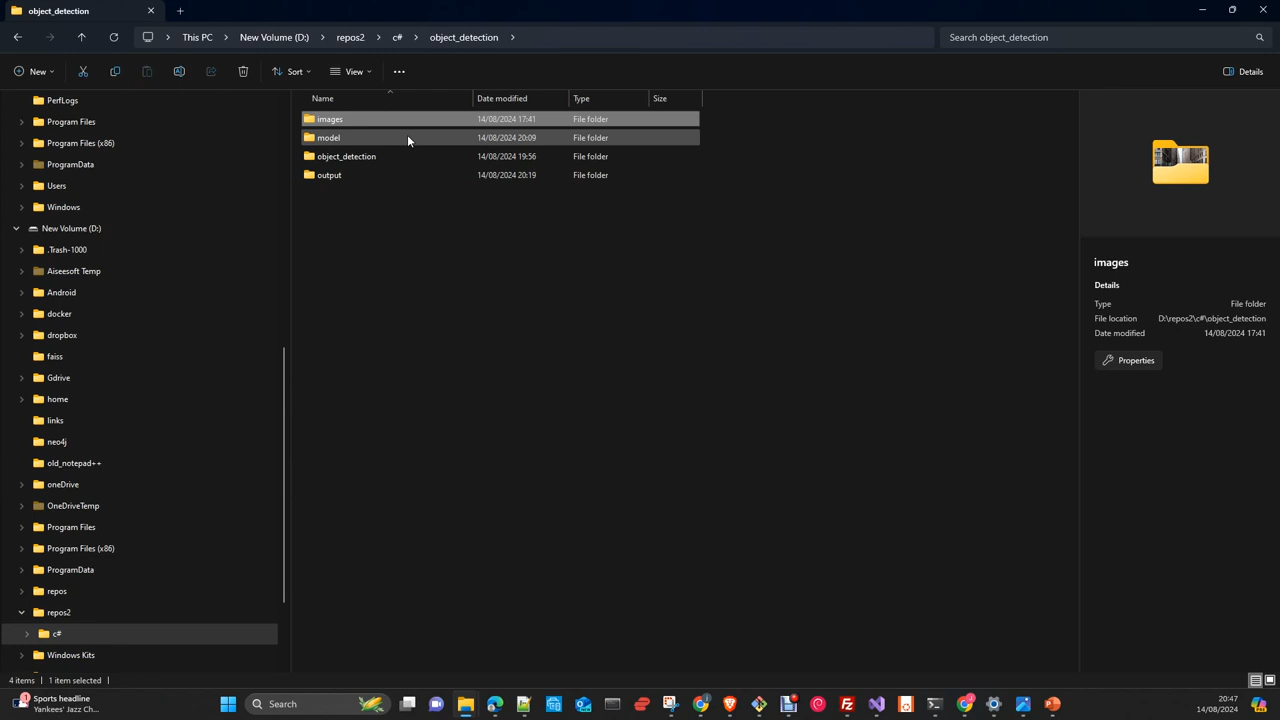 object_detection
This PC
New Volume (D:)
repos2
c#
object_detection
Search object_detection
New
Sort
View
Details
PerfLogs
Program Files
Program Files (x86)
ProgramData
Users
Windows
New Volume (D:)
.Trash-1000
Aiseesoft Temp
Android
docker
dropbox
faiss
Gdrive
home
links
neo4j
old_notepad++
oneDrive
OneDriveTemp
Program Files
Program Files (x86)
ProgramData
repos
repos2
c#
Windows Kits
Name Date modified Type Size
images 14/08/2024 17:41 File folder
model 14/08/2024 20:09 File folder
object_detection 14/08/2024 19:56 File folder
output 14/08/2024 20:19 File folder
images
Details
Type File folder
File location D:\repos2\c#\object_detection
Date modified 14/08/2024 17:41
Properties
4 items 1 item selected
1
Sports headline
Yankees' Jazz Ch...
Search
20:47
14/08/2024